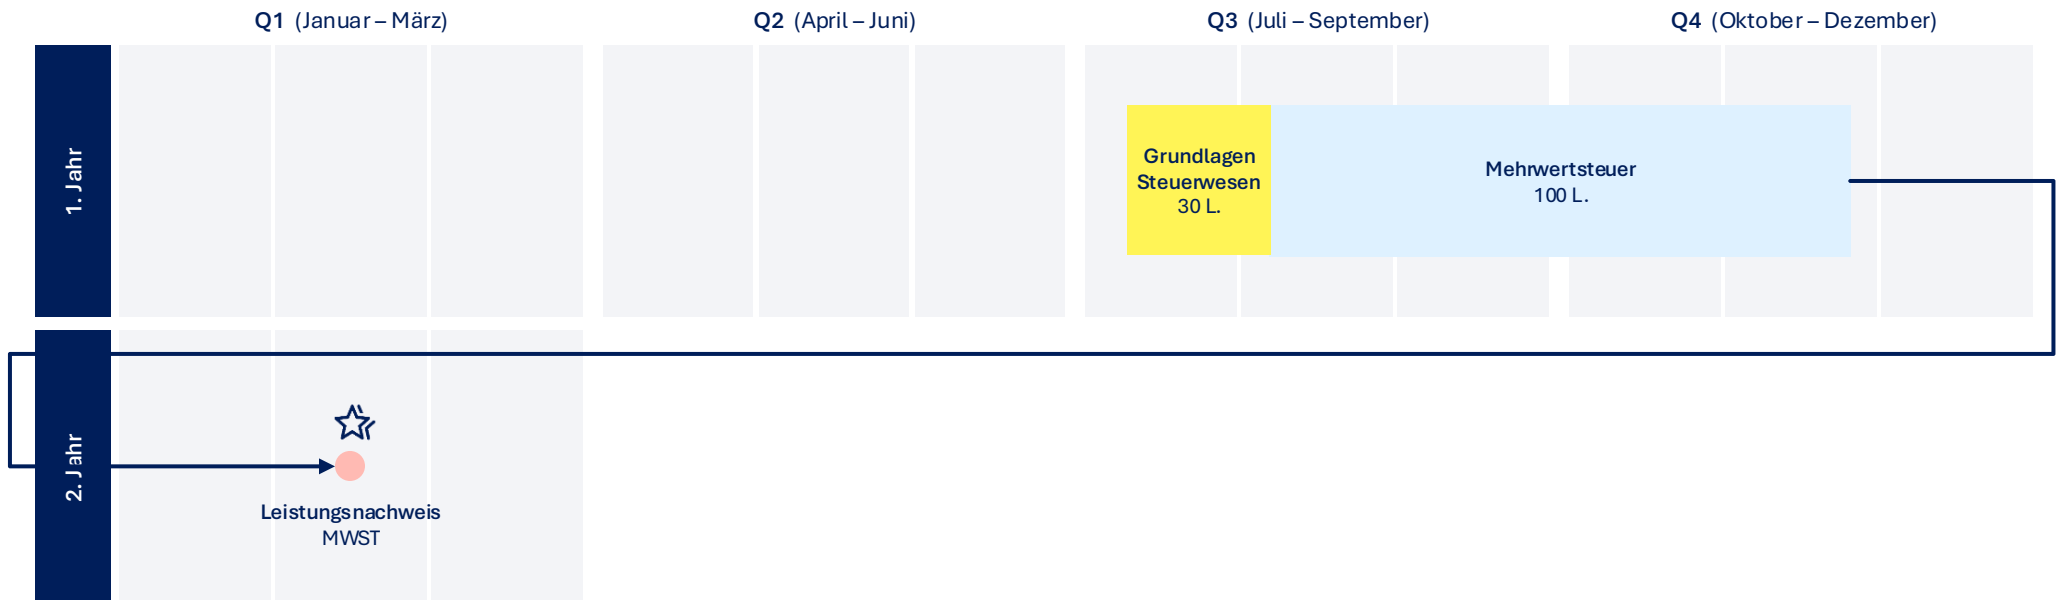 Q1 (Januar – März)
Q2 (April – Juni)
Q3 (Juli – September)
Q4 (Oktober – Dezember)
1. Jahr
Grundlagen
Steuerwesen
30 L.
Mehrwertsteuer
100 L.
2. Jahr
Leistungsnachweis
MWST